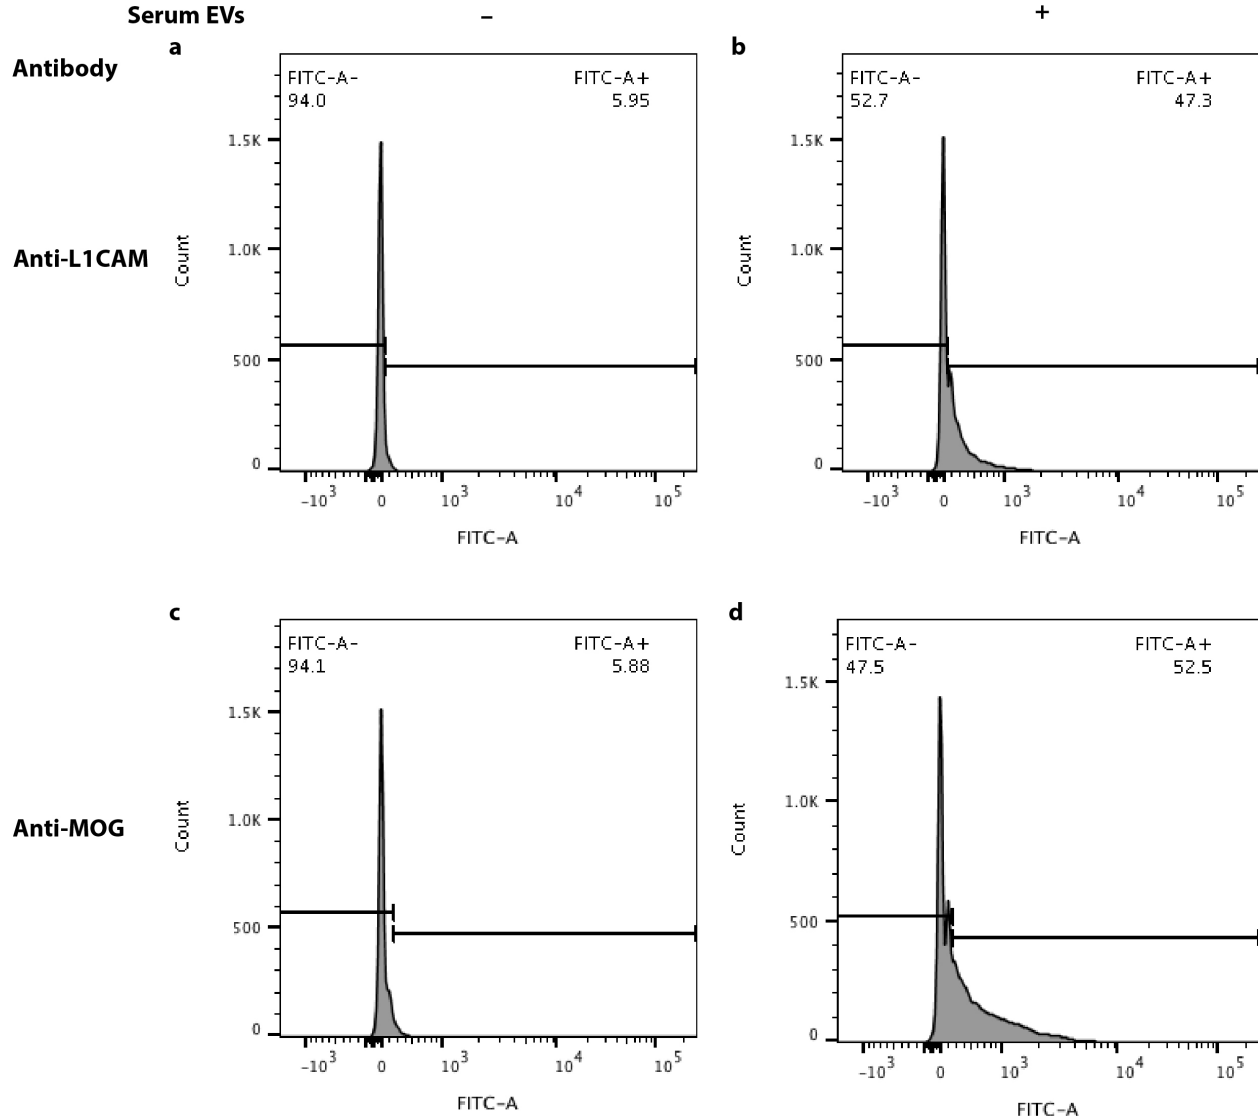 Serum EVs – +
Antibody
a
FITC-A- FITC-A+
94.0 5.95
1.5K
1.0K
500
0
Count
-10³ 0 10³ 10⁴ 10⁵
FITC-A
b
FITC-A- FITC-A+
52.7 47.3
1.5K
1.0K
500
0
Count
-10³ 0 10³ 10⁴ 10⁵
FITC-A
Anti-L1CAM
c
FITC-A- FITC-A+
94.1 5.88
1.5K
1.0K
500
0
Count
-10³ 0 10³ 10⁴ 10⁵
FITC-A
d
FITC-A- FITC-A+
47.5 52.5
1.5K
1.0K
500
0
Count
-10³ 0 10³ 10⁴ 10⁵
FITC-A
Anti-MOG